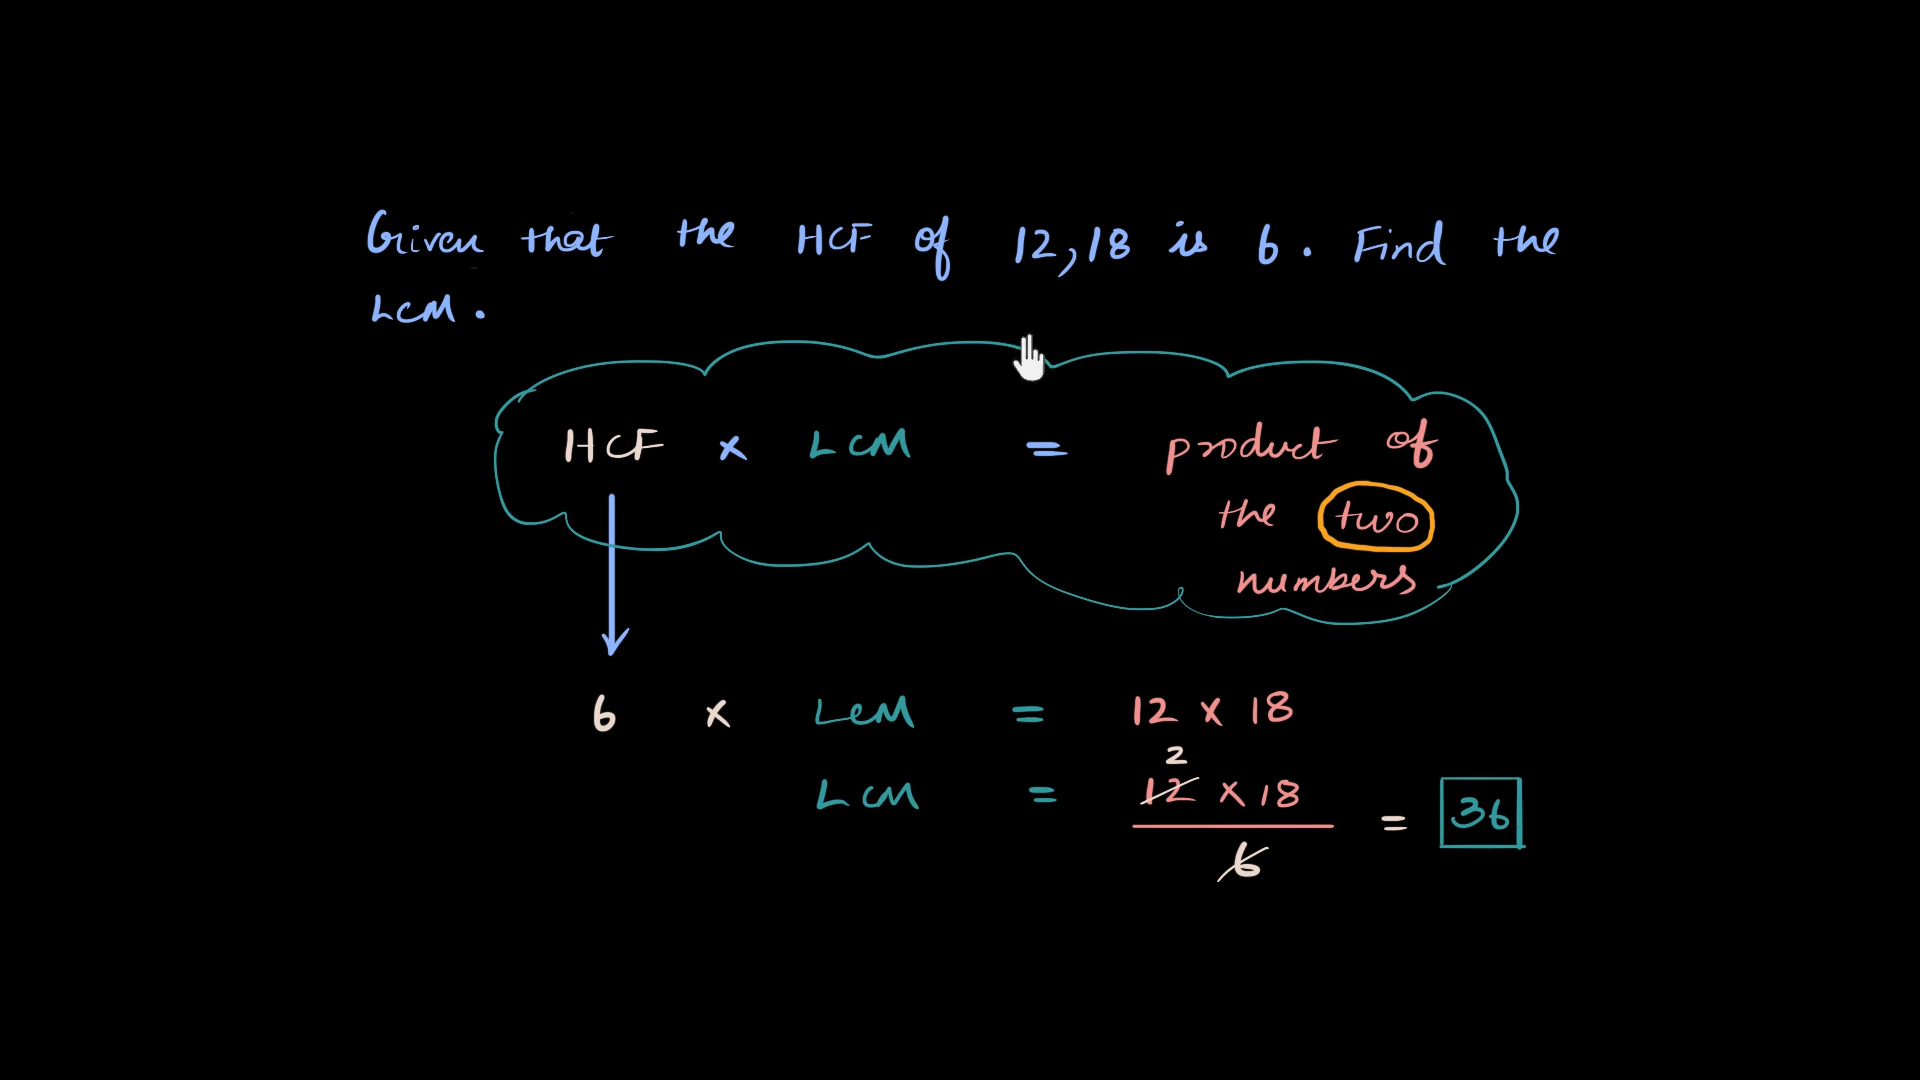 Given that the HCF of 12, 18 is 6. Find the
LCM.
HCF × LCM = product of
the two
numbers
6 × LCM = 12 × 18
2
LCM = 12 × 18
= 36
6